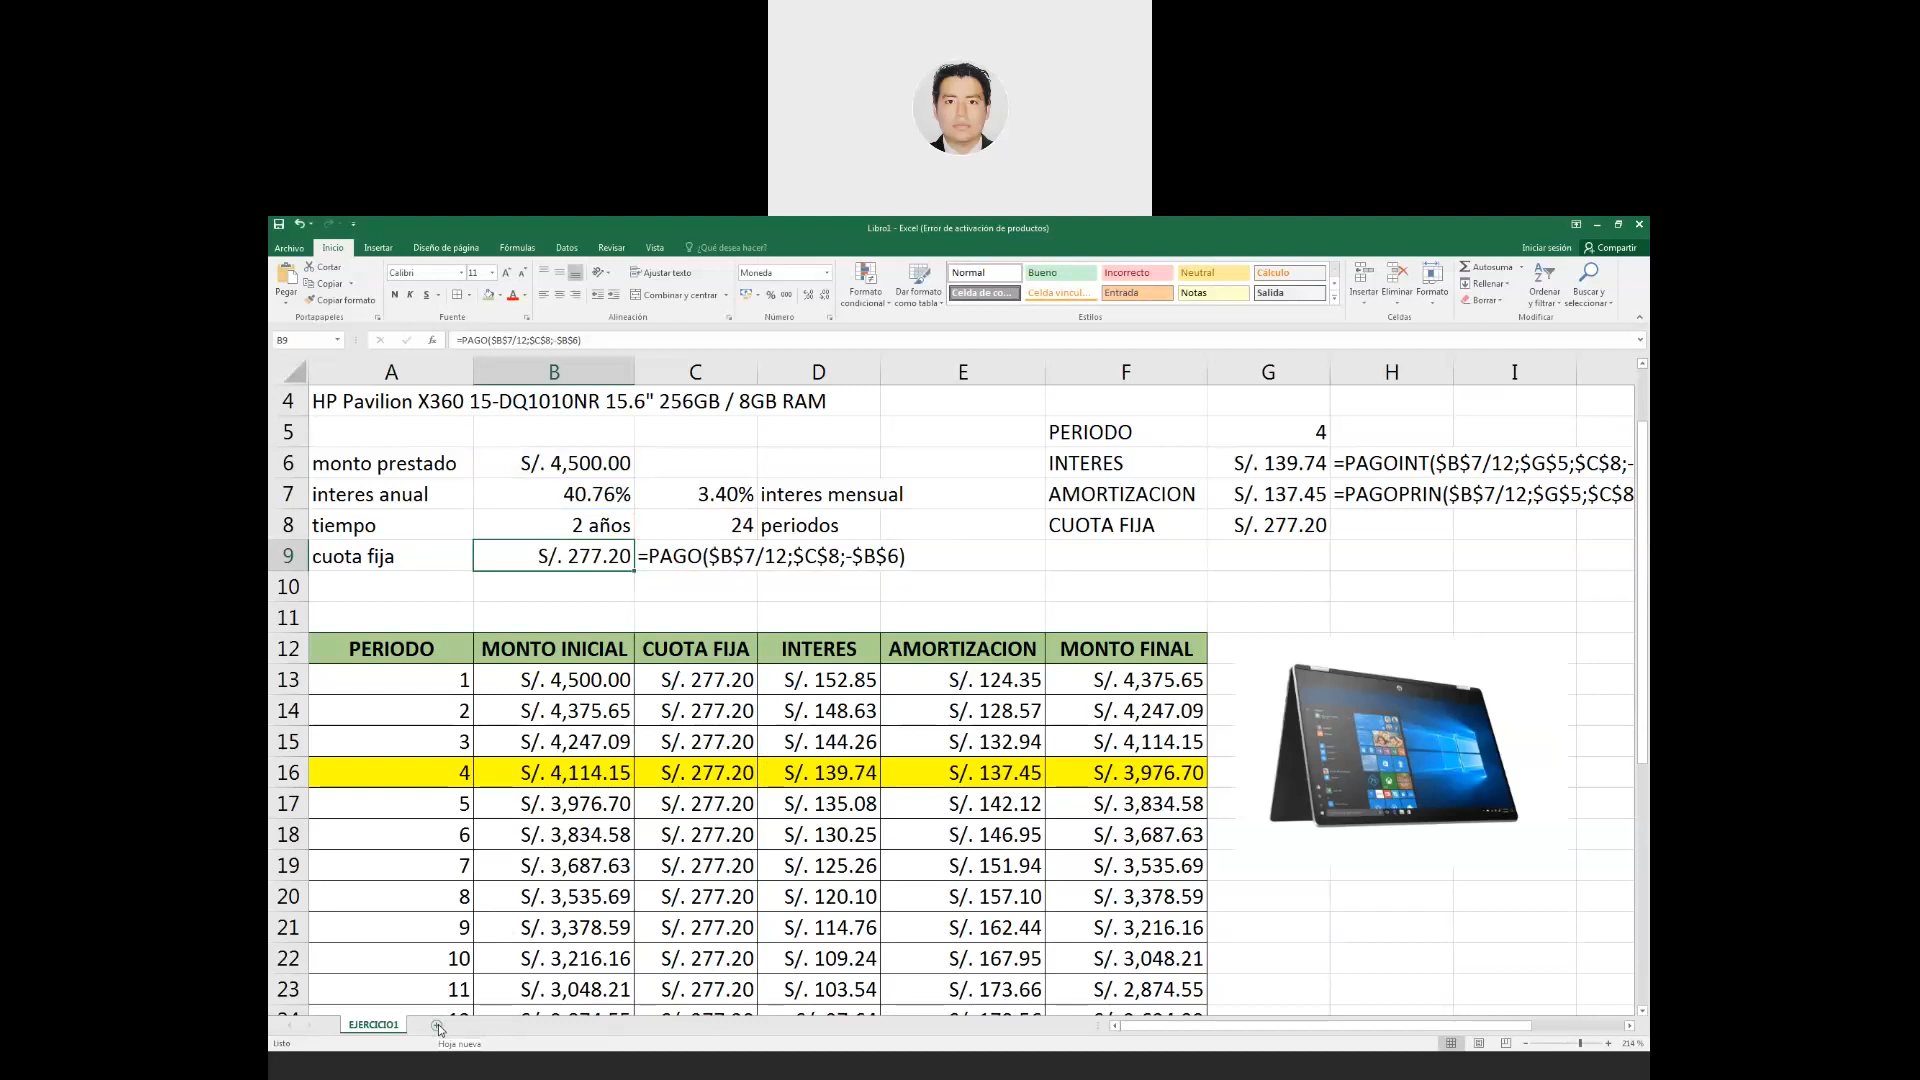 Libro1 - Excel (Error de activación de productos)
Archivo Inicio Insertar Diseño de página Fórmulas Datos Revisar Vista ¿Qué desea hacer? Iniciar sesión Compartir
Pegar Cortar Copiar Copiar formato Portapapeles
Calibri 11 N K S Fuente
Ajustar texto Combinar y centrar Alineación
Moneda % 000 Número
Formato condicional Dar formato como tabla
Normal Bueno Incorrecto Neutral Cálculo
Celda de co... Celda vincul... Entrada Notas Salida
Estilos
Insertar Eliminar Formato Celdas
Autosuma Rellenar Borrar Ordenar y filtrar Buscar y seleccionar Modificar
B9 fx =PAGO($B$7/12;$C$8;-$B$6)
A B C D E F G H I
4 HP Pavilion X360 15-DQ1010NR 15.6" 256GB / 8GB RAM
5 PERIODO 4
6 monto prestado S/. 4,500.00 INTERES S/. 139.74 =PAGOINT($B$7/12;$G$5;$C$8;-
7 interes anual 40.76% 3.40% interes mensual AMORTIZACION S/. 137.45 =PAGOPRIN($B$7/12;$G$5;$C$8
8 tiempo 2 años 24 periodos CUOTA FIJA S/. 277.20
9 cuota fija S/. 277.20 =PAGO($B$7/12;$C$8;-$B$6)
10
11
12 PERIODO MONTO INICIAL CUOTA FIJA INTERES AMORTIZACION MONTO FINAL
13 1 S/. 4,500.00 S/. 277.20 S/. 152.85 S/. 124.35 S/. 4,375.65
14 2 S/. 4,375.65 S/. 277.20 S/. 148.63 S/. 128.57 S/. 4,247.09
15 3 S/. 4,247.09 S/. 277.20 S/. 144.26 S/. 132.94 S/. 4,114.15
16 4 S/. 4,114.15 S/. 277.20 S/. 139.74 S/. 137.45 S/. 3,976.70
17 5 S/. 3,976.70 S/. 277.20 S/. 135.08 S/. 142.12 S/. 3,834.58
18 6 S/. 3,834.58 S/. 277.20 S/. 130.25 S/. 146.95 S/. 3,687.63
19 7 S/. 3,687.63 S/. 277.20 S/. 125.26 S/. 151.94 S/. 3,535.69
20 8 S/. 3,535.69 S/. 277.20 S/. 120.10 S/. 157.10 S/. 3,378.59
21 9 S/. 3,378.59 S/. 277.20 S/. 114.76 S/. 162.44 S/. 3,216.16
22 10 S/. 3,216.16 S/. 277.20 S/. 109.24 S/. 167.95 S/. 3,048.21
23 11 S/. 3,048.21 S/. 277.20 S/. 103.54 S/. 173.66 S/. 2,874.55
EJERCICIO1
Listo Hoja nueva 214 %